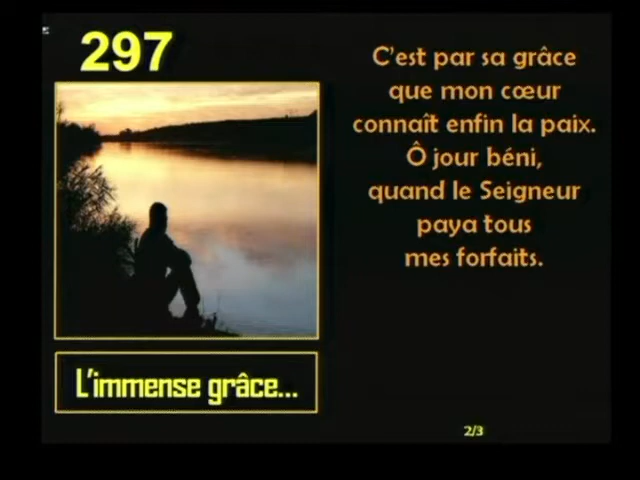 297
C'est par sa grâce
que mon cœur
connaît enfin la paix.
Ô jour béni,
quand le Seigneur
paya tous
mes forfaits.
L'immense grâce...
2/3